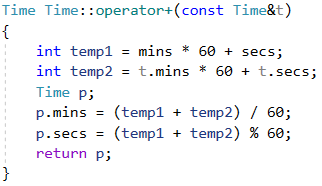 Time Time::operator+(const Time&t)
{
int temp1 = mins * 60 + secs;
int temp2 = t.mins * 60 + t.secs;
Time p;
p.mins = (temp1 + temp2) / 60;
p.secs = (temp1 + temp2) % 60;
return p;
}